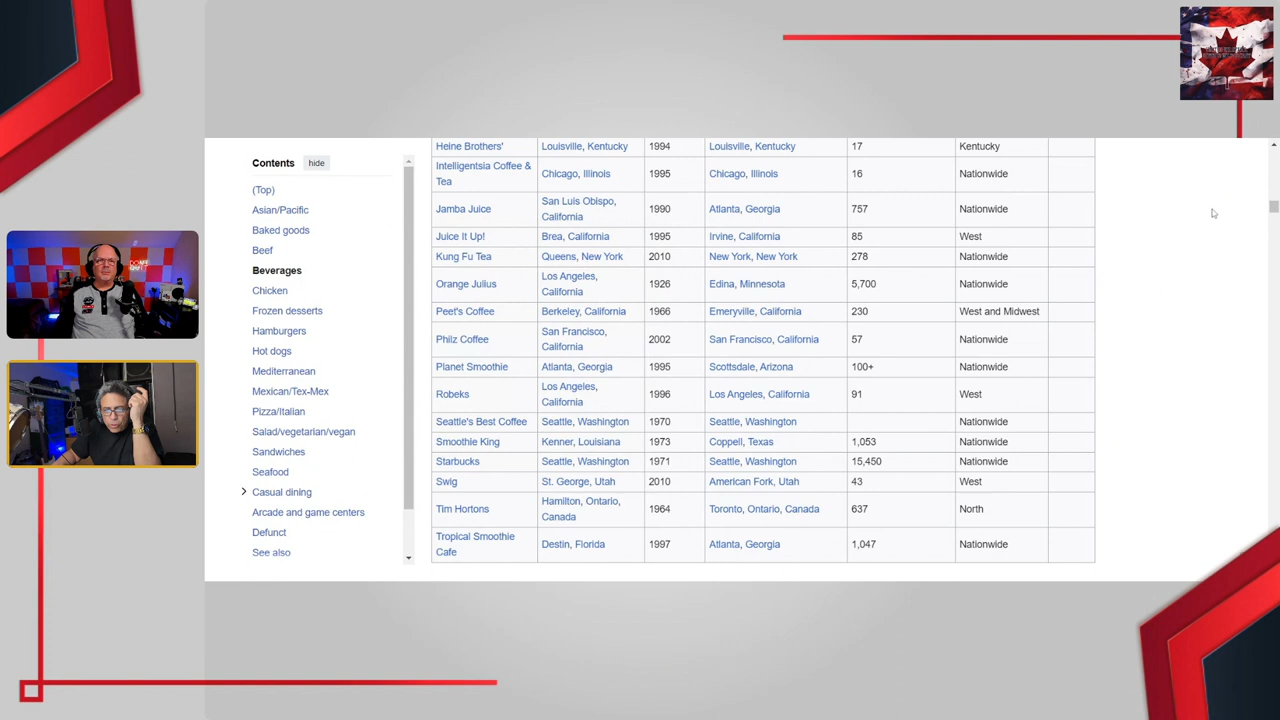 Contents hide
(Top)
Asian/Pacific
Baked goods
Beef
Beverages
Chicken
Frozen desserts
Hamburgers
Hot dogs
Mediterranean
Mexican/Tex-Mex
Pizza/Italian
Salad/vegetarian/vegan
Sandwiches
Seafood
Casual dining
Arcade and game centers
Defunct
See also
Heine Brothers' Louisville, Kentucky 1994 Louisville, Kentucky 17 Kentucky
Intelligentsia Coffee &
Tea Chicago, Illinois 1995 Chicago, Illinois 16 Nationwide
Jamba Juice San Luis Obispo,
California 1990 Atlanta, Georgia 757 Nationwide
Juice It Up! Brea, California 1995 Irvine, California 85 West
Kung Fu Tea Queens, New York 2010 New York, New York 278 Nationwide
Orange Julius Los Angeles,
California 1926 Edina, Minnesota 5,700 Nationwide
Peet's Coffee Berkeley, California 1966 Emeryville, California 230 West and Midwest
Philz Coffee San Francisco,
California 2002 San Francisco, California 57 Nationwide
Planet Smoothie Atlanta, Georgia 1995 Scottsdale, Arizona 100+ Nationwide
Robeks Los Angeles,
California 1996 Los Angeles, California 91 West
Seattle's Best Coffee Seattle, Washington 1970 Seattle, Washington Nationwide
Smoothie King Kenner, Louisiana 1973 Coppell, Texas 1,053 Nationwide
Starbucks Seattle, Washington 1971 Seattle, Washington 15,450 Nationwide
Swig St. George, Utah 2010 American Fork, Utah 43 West
Tim Hortons Hamilton, Ontario,
Canada 1964 Toronto, Ontario, Canada 637 North
Tropical Smoothie
Cafe Destin, Florida 1997 Atlanta, Georgia 1,047 Nationwide